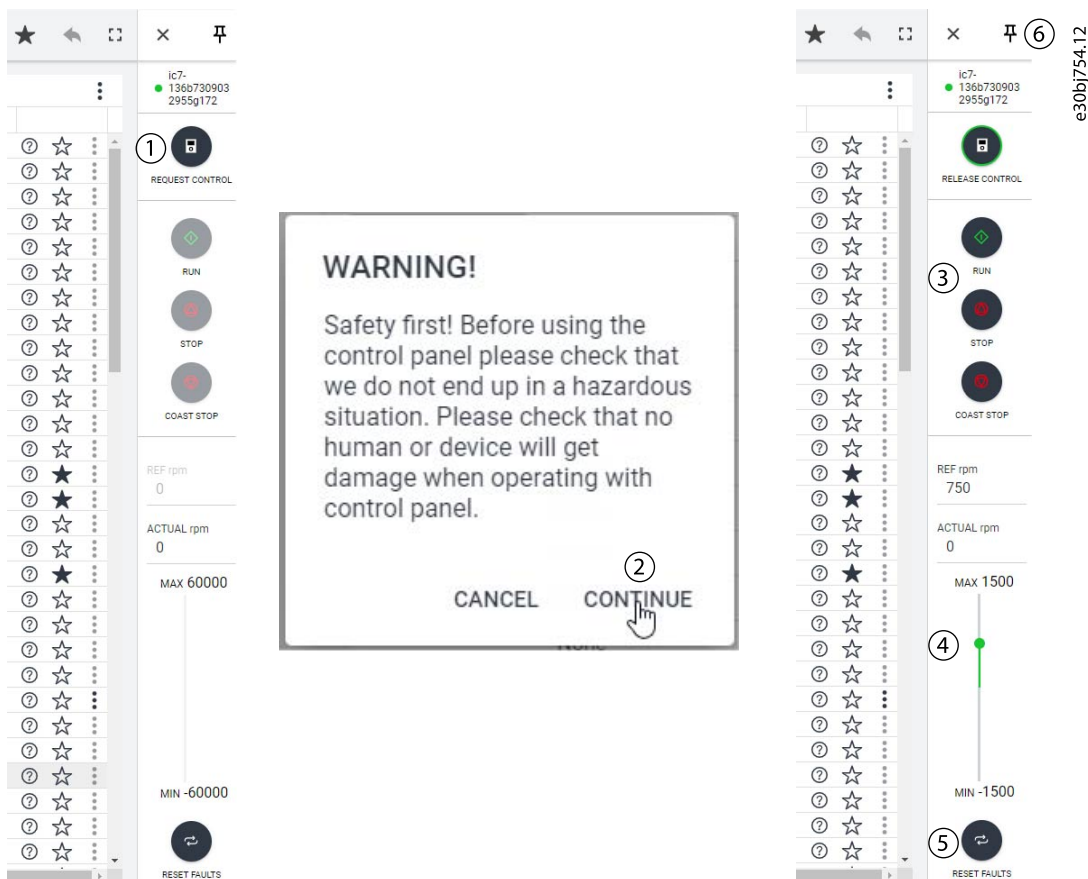 ic7-
136b730903
2955g172
1
REQUEST CONTROL
RUN
STOP
COAST STOP
REF rpm
0
ACTUAL rpm
0
MAX 60000
MIN -60000
RESET FAULTS
WARNING!
Safety first! Before using the
control panel please check that
we do not end up in a hazardous
situation. Please check that no
human or device will get
damage when operating with
control panel.
2
CANCEL CONTINUE
None
6
ic7-
136b730903
2955g172
RELEASE CONTROL
RUN
3
STOP
COAST STOP
REF rpm
750
ACTUAL rpm
0
MAX 1500
4
MIN -1500
5
RESET FAULTS
e30bj754.12